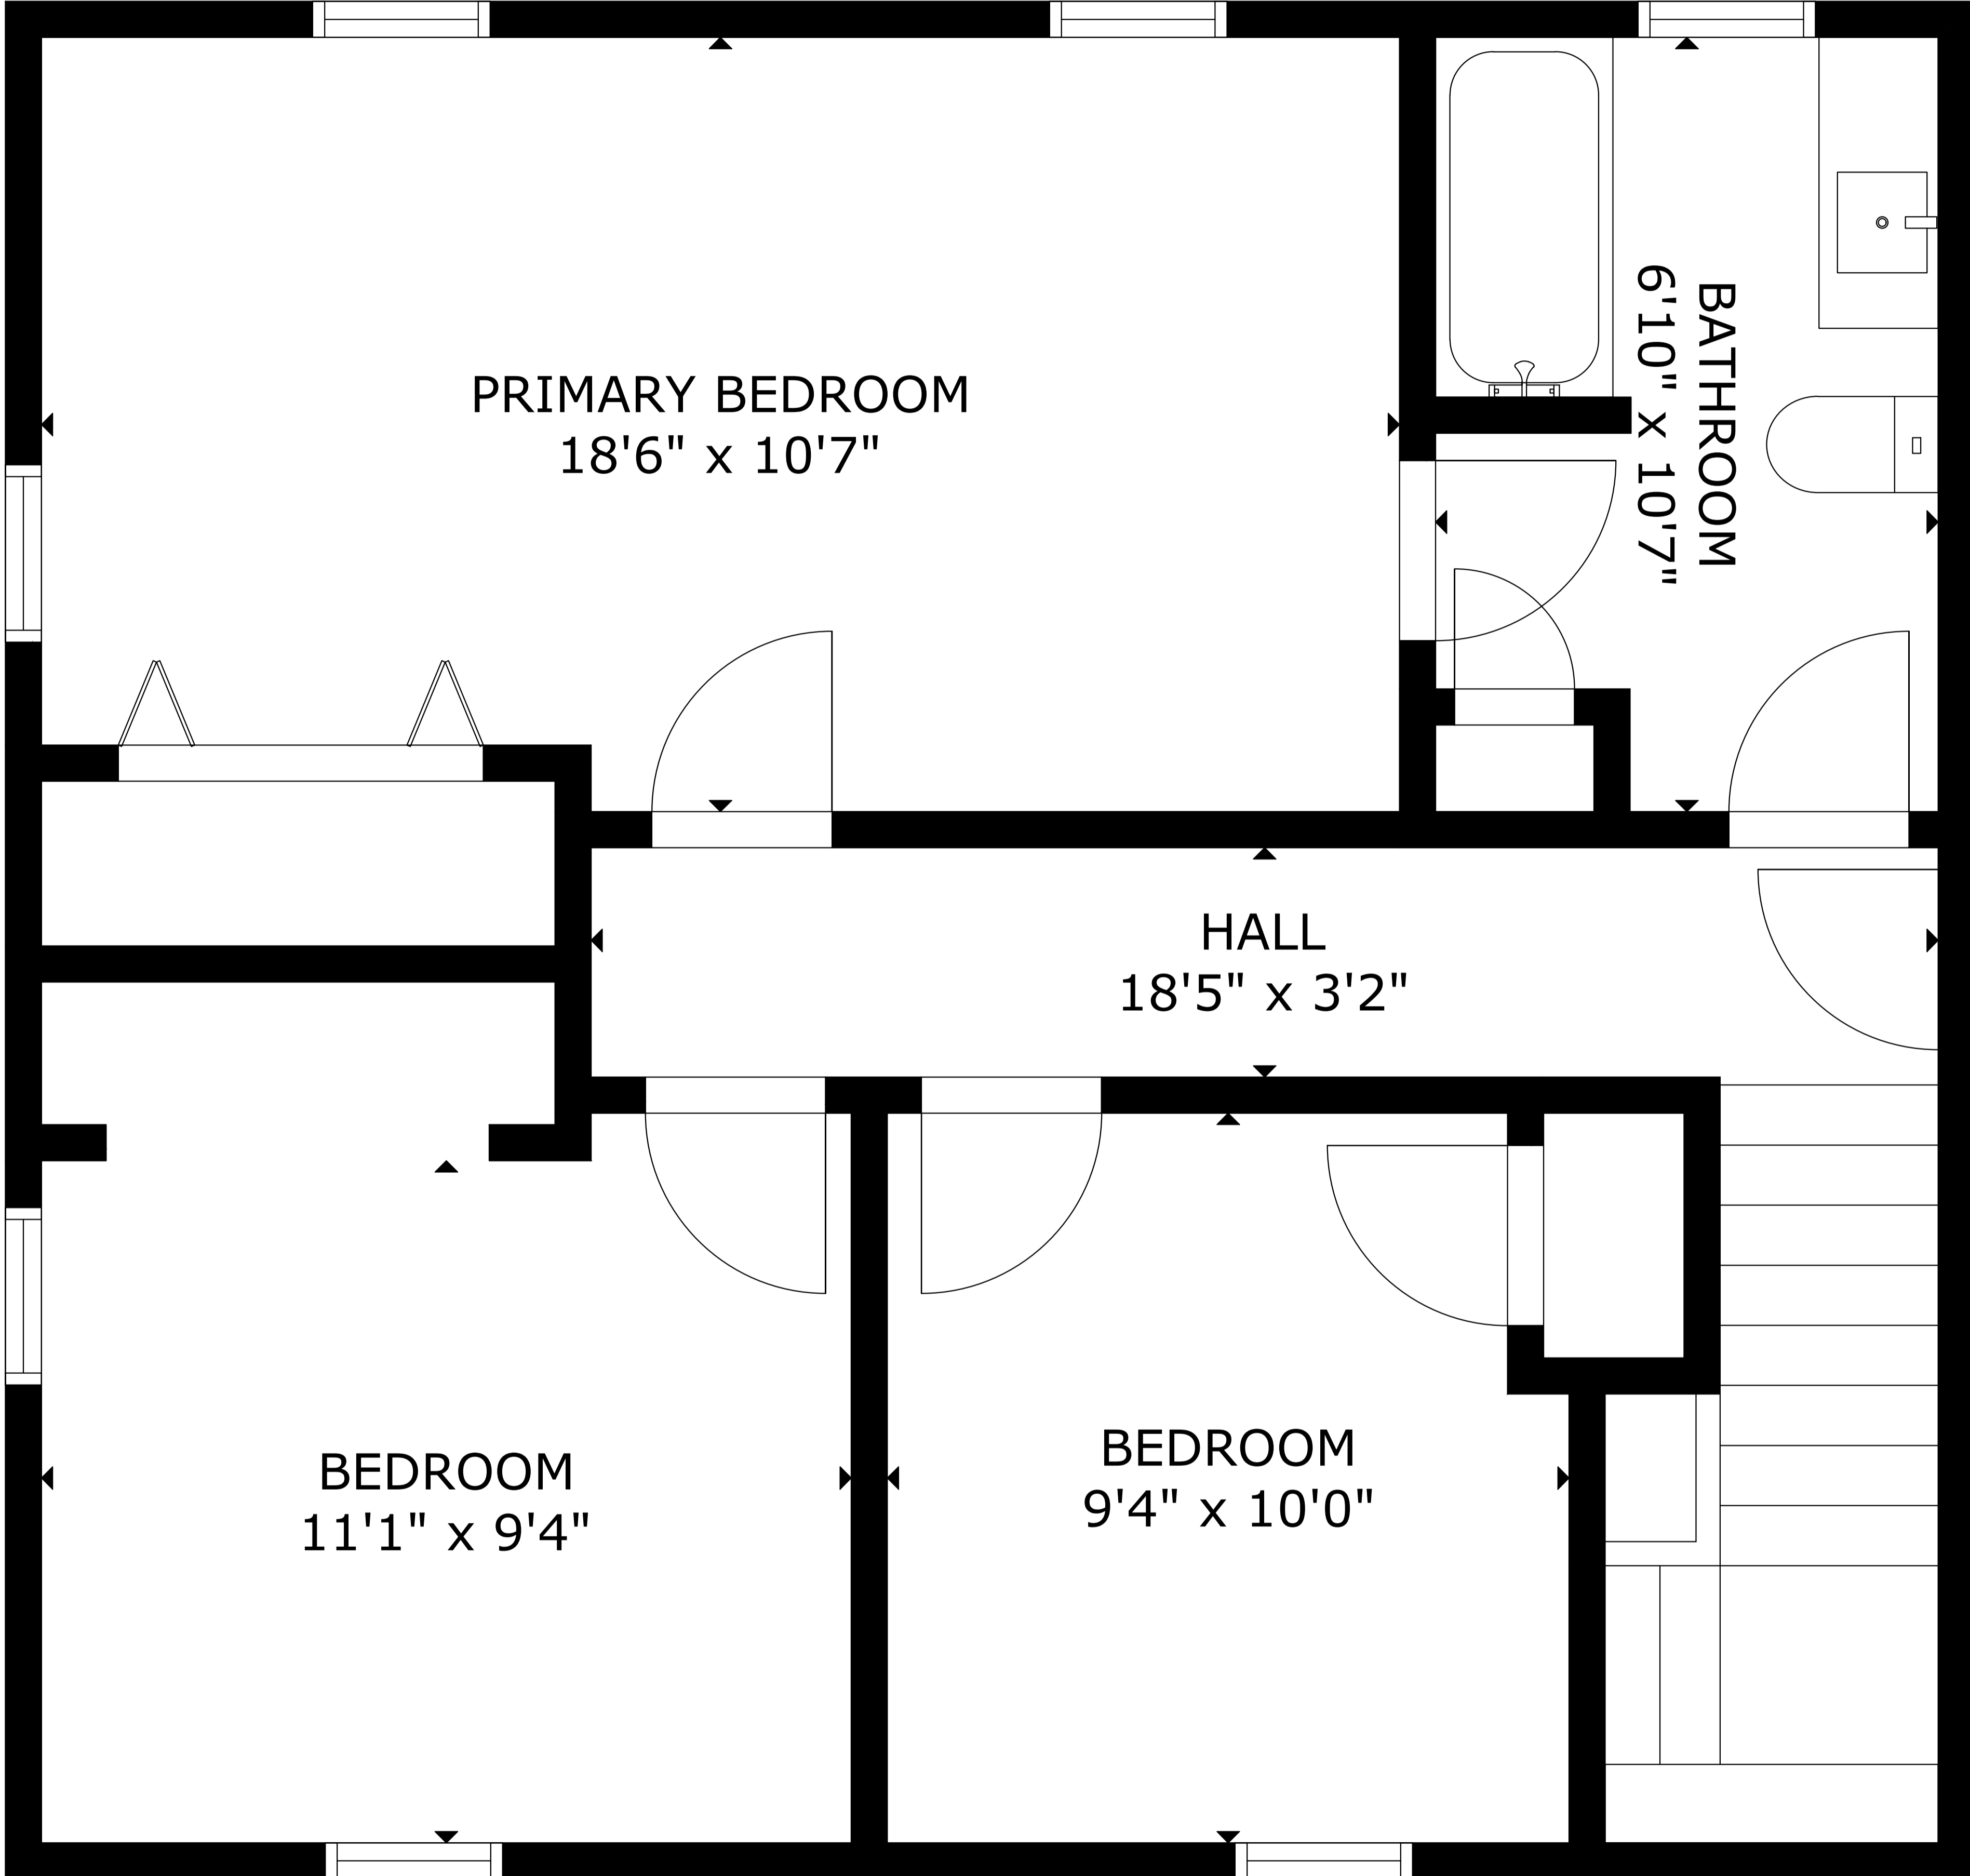 PRIMARY BEDROOM
18'6" x 10'7"
BATHROOM
6'10" x 10'7"
HALL
18'5" x 3'2"
BEDROOM
11'1" x 9'4"
BEDROOM
9'4" x 10'0"